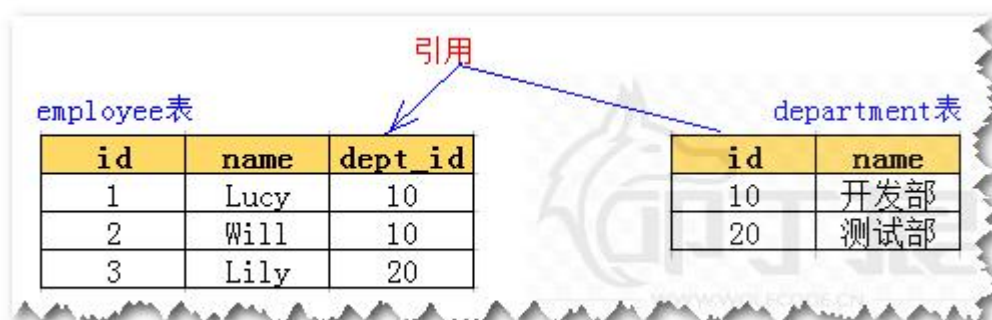 引用
employee表 department表
id name dept_id id name
1 Lucy 10 10 开发部
2 Will 10 20 测试部
3 Lily 20